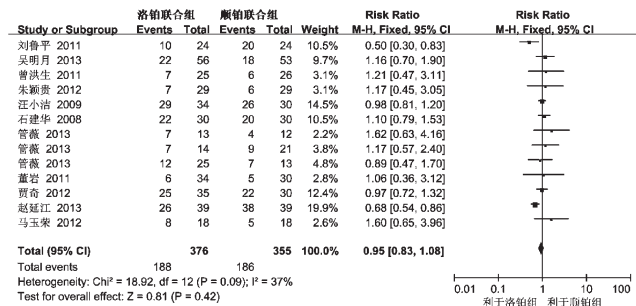 洛铂联合组 顺铂联合组 Risk Ratio Risk Ratio
Study or Subgroup Events Total Events Total Weight M-H, Fixed, 95% CI M-H, Fixed, 95% CI
刘鲁平 2011 10 24 20 24 10.5% 0.50 [0.30, 0.83]
吴明月 2013 22 56 18 53 9.7% 1.16 [0.70, 1.90]
曾洪生 2011 7 25 6 26 3.1% 1.21 [0.47, 3.11]
朱颖贵 2012 7 29 6 29 3.2% 1.17 [0.45, 3.05]
汪小洁 2009 29 34 26 30 14.5% 0.98 [0.81, 1.20]
石建华 2008 22 30 20 30 10.5% 1.10 [0.79, 1.53]
管薇 2013 7 13 4 12 2.2% 1.62 [0.63, 4.16]
管薇 2013 7 14 9 21 3.8% 1.17 [0.57, 2.40]
管薇 2013 12 25 7 13 4.8% 0.89 [0.47, 1.70]
董岩 2011 6 34 5 30 2.8% 1.06 [0.36, 3.12]
贾奇 2012 25 35 22 30 12.4% 0.97 [0.72, 1.32]
赵延江 2013 26 39 38 39 19.9% 0.68 [0.54, 0.86]
马玉荣 2012 8 18 5 18 2.6% 1.60 [0.65, 3.96]
Total (95% CI) 376 355 100.0% 0.95 [0.83, 1.08]
Total events 188 186
Heterogeneity: Chi² = 18.92, df = 12 (P = 0.09); I² = 37%
Test for overall effect: Z = 0.81 (P = 0.42)
0.01 0.1 1 10 100
利于洛铂组 利于顺铂组